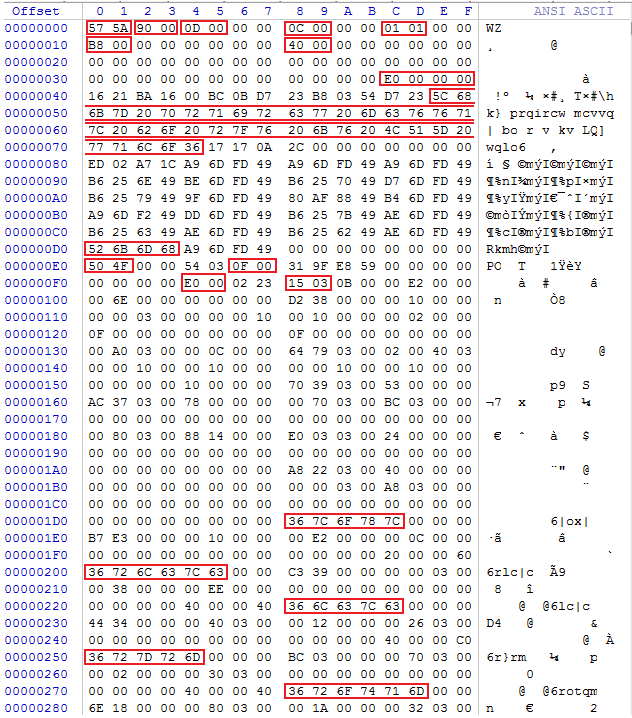 Offset 0 1 2 3 4 5 6 7 8 9 A B C D E F ANSI ASCII
00000000 57 5A 90 00 0D 00 00 00 0C 00 00 00 01 01 00 00 WZ
00000010 B8 00 00 00 00 00 00 00 40 00 00 00 00 00 00 00 ¸ @
00000020 00 00 00 00 00 00 00 00 00 00 00 00 00 00 00 00
00000030 00 00 00 00 00 00 00 00 00 00 00 00 E0 00 00 00 à
00000040 16 21 BA 16 00 BC 0B D7 23 B8 03 54 D7 23 5C 68 !º ¼ ×#¸ T×#\h
00000050 6B 7D 20 70 72 71 69 72 63 77 20 6D 63 76 76 71 k} prqircw mcvvq
00000060 7C 20 62 6F 20 72 7F 76 20 6B 76 20 4C 51 5D 20 | bo r v kv LQ]
00000070 77 71 6C 6F 36 17 17 0A 2C 00 00 00 00 00 00 00 wqlo6 ,
00000080 ED 02 A7 1C A9 6D FD 49 A9 6D FD 49 A9 6D FD 49 í § ©mýI©mýI©mýI
00000090 B6 25 6E 49 BE 6D FD 49 B6 25 70 49 D7 6D FD 49 ¶%nI¾mýI¶%pI×mýI
000000A0 B6 25 79 49 9F 6D FD 49 80 AF 88 49 B4 6D FD 49 ¶%yIŸmýI€¯ˆI´mýI
000000B0 A9 6D F2 49 DD 6D FD 49 B6 25 7B 49 AE 6D FD 49 ©mòIÝmýI¶%{I®mýI
000000C0 B6 25 63 49 AE 6D FD 49 B6 25 62 49 AE 6D FD 49 ¶%cI®mýI¶%bI®mýI
000000D0 52 6B 6D 68 A9 6D FD 49 00 00 00 00 00 00 00 00 Rkmh©mýI
000000E0 50 4F 00 00 54 03 0F 00 31 9F E8 59 00 00 00 00 PO T 1ŸèY
000000F0 00 00 00 00 E0 00 02 23 15 03 0B 00 00 E2 00 00 à # â
00000100 00 6E 00 00 00 00 00 00 D2 38 00 00 00 10 00 00 n Ò8
00000110 00 00 03 00 00 00 00 10 00 10 00 00 00 02 00 00
00000120 0F 00 00 00 00 00 00 00 0F 00 00 00 00 00 00 00
00000130 00 A0 03 00 00 0C 00 00 64 79 03 00 02 00 40 03 dy @
00000140 00 00 10 00 00 10 00 00 00 00 10 00 00 10 00 00
00000150 00 00 00 00 10 00 00 00 70 39 03 00 53 00 00 00 p9 S
00000160 AC 37 03 00 78 00 00 00 00 70 03 00 BC 03 00 00 ¬7 x p ¼
00000170 00 00 00 00 00 00 00 00 00 00 00 00 00 00 00 00
00000180 00 80 03 00 88 14 00 00 E0 03 03 00 24 00 00 00 € ˆ à $
00000190 00 00 00 00 00 00 00 00 00 00 00 00 00 00 00 00
000001A0 00 00 00 00 00 00 00 00 A8 22 03 00 40 00 00 00 ¨" @
000001B0 00 00 00 00 00 00 00 00 00 00 03 00 A8 03 00 00 ¨
000001C0 00 00 00 00 00 00 00 00 00 00 00 00 00 00 00 00
000001D0 00 00 00 00 00 00 00 00 36 7C 6F 78 7C 00 00 00 6|ox|
000001E0 B7 E3 00 00 00 10 00 00 00 E2 00 00 00 0C 00 00 ·ã â
000001F0 00 00 00 00 00 00 00 00 00 00 00 00 20 00 00 60 `
00000200 36 72 6C 63 7C 63 00 00 C3 39 00 00 00 00 03 00 6rlc|c Ã9
00000210 00 38 00 00 00 EE 00 00 00 00 00 00 00 00 00 00 8 î
00000220 00 00 00 00 40 00 00 40 36 6C 63 7C 63 00 00 00 @ @6lc|c
00000230 44 34 00 00 00 40 03 00 00 12 00 00 00 26 03 00 D4 @ &
00000240 00 00 00 00 00 00 00 00 00 00 00 00 40 00 00 C0 @ À
00000250 36 72 7D 72 6D 00 00 00 BC 03 00 00 00 70 03 00 6r}rm ¼ p
00000260 00 02 00 00 00 30 03 00 00 00 00 00 00 00 00 00 0
00000270 00 00 00 00 40 00 00 40 36 72 6F 74 71 6D 00 00 @ @6rotqm
00000280 6E 18 00 00 00 80 03 00 00 1A 00 00 00 32 03 00 n € 2